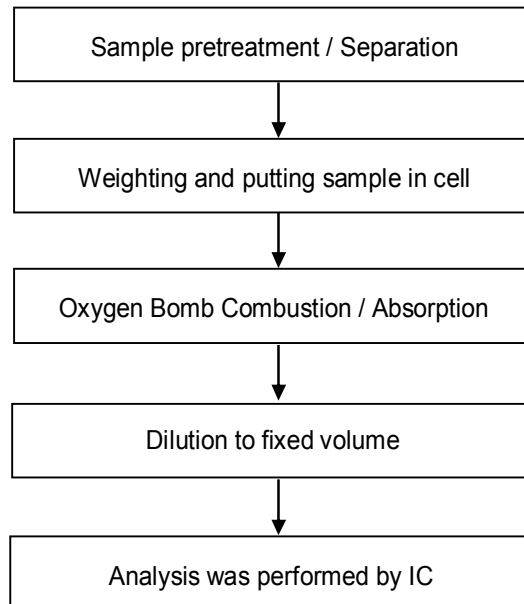 Sample pretreatment / Separation
Weighting and putting sample in cell
Oxygen Bomb Combustion / Absorption
Dilution to fixed volume
Analysis was performed by IC